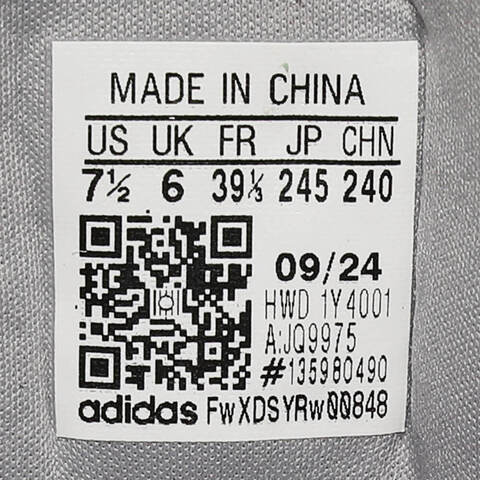 MADE IN CHINA
US UK FR JP CHN
7½ 6 39⅓ 245 240
09/24
HWD 1Y4001
A:JQ9975
#135980490
adidas FwXDSYRw00848